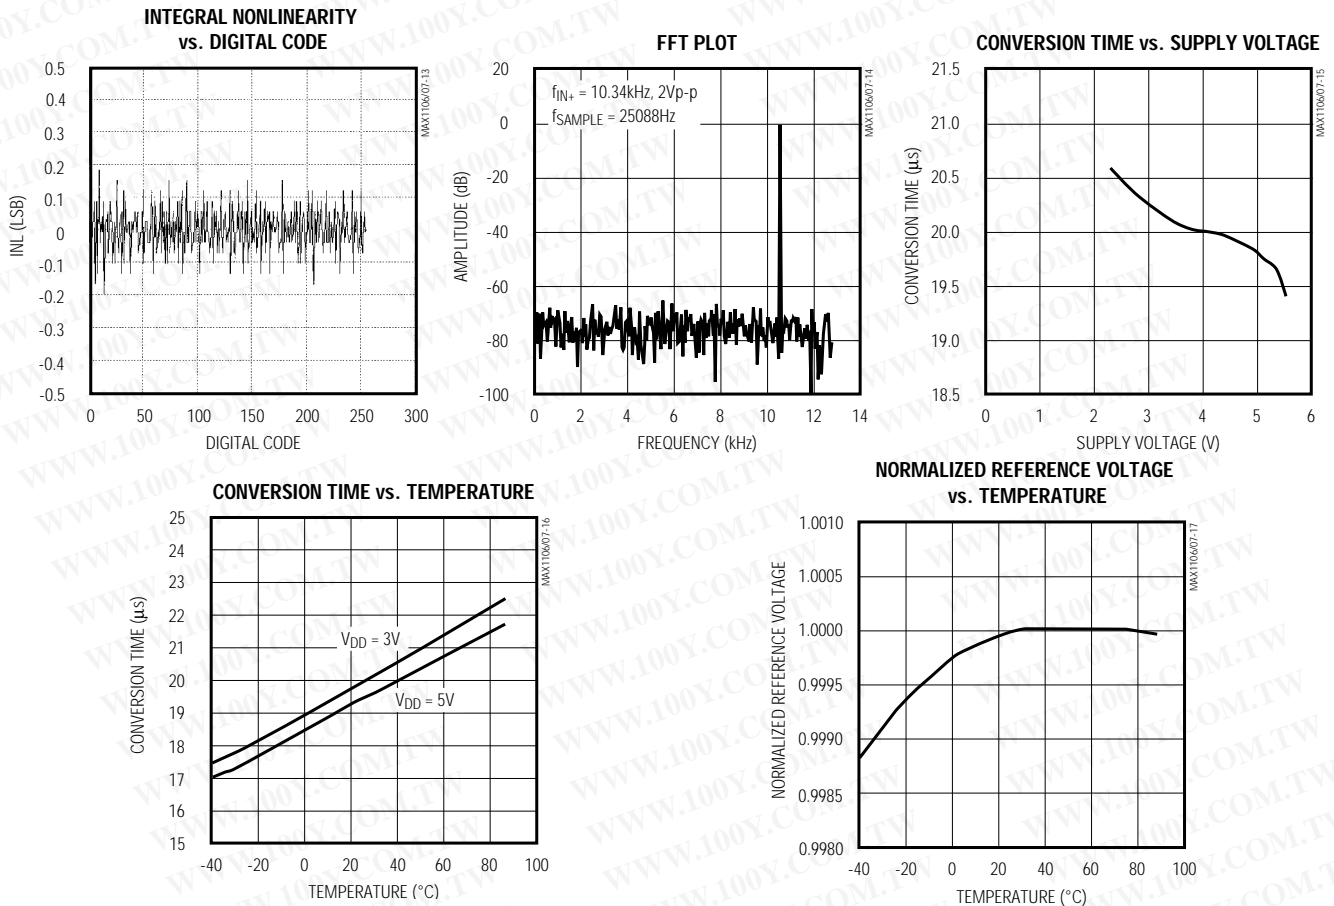 INTEGRAL NONLINEARITY
vs. DIGITAL CODE
0.5
0.4
0.3
0.2
0.1
0
-0.1
-0.2
-0.3
-0.4
-0.5
INL (LSB)
0 50 100 150 200 250 300
DIGITAL CODE
MAX1106/07-13
FFT PLOT
20
0
-20
-40
-60
-80
-100
AMPLITUDE (dB)
fIN+ = 10.34kHz, 2Vp-p
fSAMPLE = 25088Hz
0 2 4 6 8 10 12 14
FREQUENCY (kHz)
MAX1106/07-14
CONVERSION TIME vs. SUPPLY VOLTAGE
21.5
21.0
20.5
20.0
19.5
19.0
18.5
CONVERSION TIME (µs)
0 1 2 3 4 5 6
SUPPLY VOLTAGE (V)
MAX1106/07-15
CONVERSION TIME vs. TEMPERATURE
25
24
23
22
21
20
19
18
17
16
15
CONVERSION TIME (µs)
VDD = 3V
VDD = 5V
-40 -20 0 20 40 60 80 100
TEMPERATURE (°C)
MAX1106/07-16
NORMALIZED REFERENCE VOLTAGE
vs. TEMPERATURE
1.0010
1.0005
1.0000
0.9995
0.9990
0.9985
0.9980
NORMALIZED REFERENCE VOLTAGE
-40 -20 0 20 40 60 80 100
TEMPERATURE (°C)
MAX1106/07-17
WWW.100Y.COM.TW